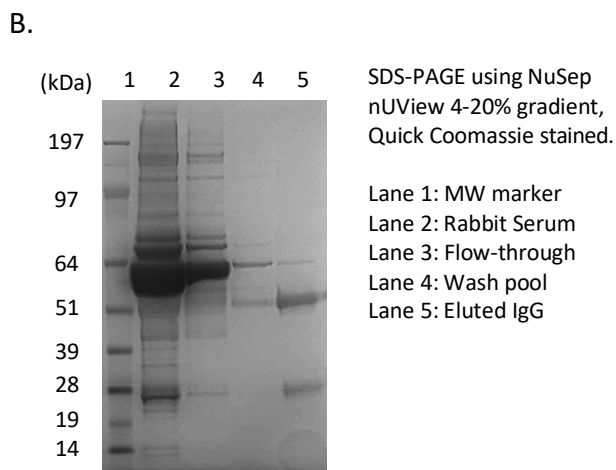 B.
(kDa) 1 2 3 4 5
197
97
64
51
39
28
19
14
SDS-PAGE using NuSep
nUView 4-20% gradient,
Quick Coomassie stained.
Lane 1: MW marker
Lane 2: Rabbit Serum
Lane 3: Flow-through
Lane 4: Wash pool
Lane 5: Eluted IgG